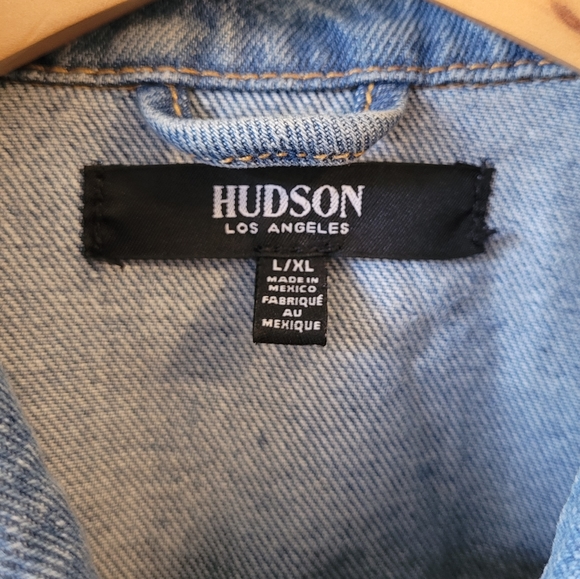 HUDSON
LOS ANGELES
L/XL
MADE IN
MEXICO
FABRIQUÉ
AU
MEXIQUE